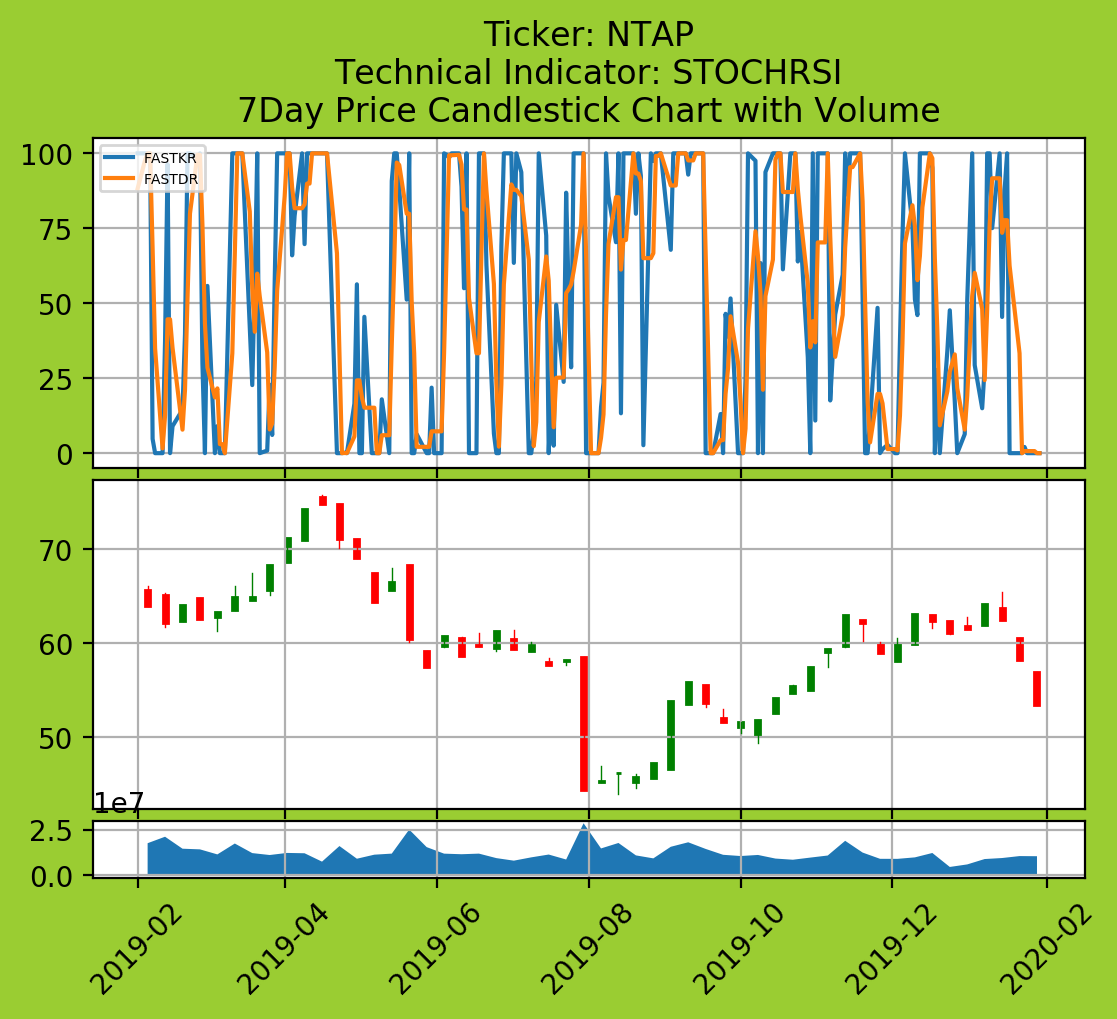 Ticker: NTAP
Technical Indicator: STOCHRSI
7Day Price Candlestick Chart with Volume
100
75
50
25
0
FASTKR
FASTDR
70
60
50
1e7
2.5
0.0
2019-02
2019-04
2019-06
2019-08
2019-10
2019-12
2020-02